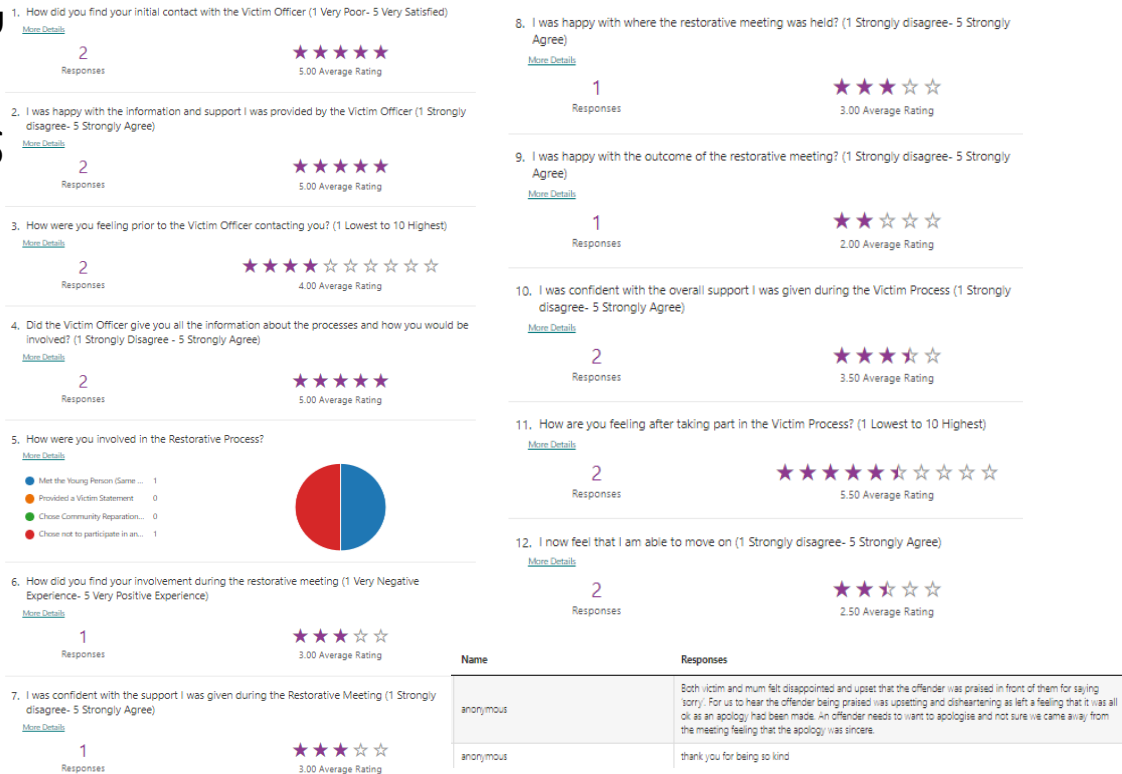 1. How did you find your initial contact with the Victim Officer (1 Very Poor- 5 Very Satisfied)
More Details
2
Responses
5.00 Average Rating
2. I was happy with the information and support I was provided by the Victim Officer (1 Strongly
disagree- 5 Strongly Agree)
More Details
2
Responses
5.00 Average Rating
3. How were you feeling prior to the Victim Officer contacting you? (1 Lowest to 10 Highest)
More Details
2
Responses
4.00 Average Rating
4. Did the Victim Officer give you all the information about the processes and how you would be
involved? (1 Strongly Disagree - 5 Strongly Agree)
More Details
2
Responses
5.00 Average Rating
5. How were you involved in the Restorative Process?
More Details
Met the Young Person (Same ... 1
Provided a Victim Statement 0
Chose Community Reparation... 0
Chose not to participate in an... 1
6. How did you find your involvement during the restorative meeting (1 Very Negative
Experience- 5 Very Positive Experience)
More Details
1
Responses
3.00 Average Rating
7. I was confident with the support I was given during the Restorative Meeting (1 Strongly
disagree- 5 Strongly Agree)
More Details
1
Responses
3.00 Average Rating
8. I was happy with where the restorative meeting was held? (1 Strongly disagree- 5 Strongly
Agree)
More Details
1
Responses
3.00 Average Rating
9. I was happy with the outcome of the restorative meeting? (1 Strongly disagree- 5 Strongly
Agree)
More Details
1
Responses
2.00 Average Rating
10. I was confident with the overall support I was given during the Victim Process (1 Strongly
disagree- 5 Strongly Agree)
More Details
2
Responses
3.50 Average Rating
11. How are you feeling after taking part in the Victim Process? (1 Lowest to 10 Highest)
More Details
2
Responses
5.50 Average Rating
12. I now feel that I am able to move on (1 Strongly disagree- 5 Strongly Agree)
More Details
2
Responses
2.50 Average Rating
Name Responses
anonymous
Both victim and mum felt disappointed and upset that the offender was praised in front of them for saying
'sorry'. For us to hear the offender being praised was upsetting and disheartening as left a feeling that it was all
ok as an apology had been made. An offender needs to want to apologise and not sure we came away from
the meeting feeling that the apology was sincere.
anonymous thank you for being so kind